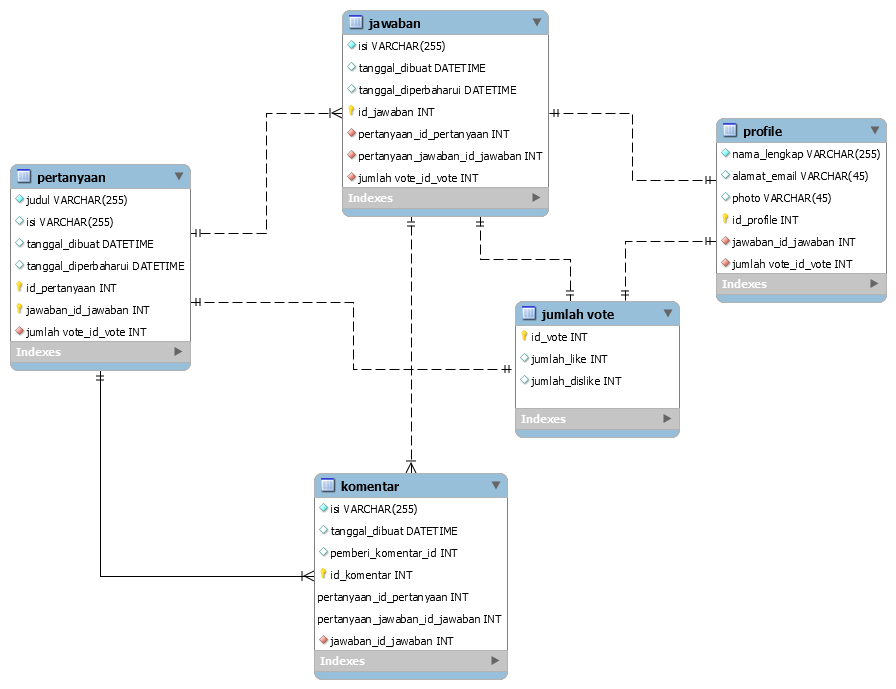 jawaban
isi VARCHAR(255)
tanggal_dibuat DATETIME
tanggal_diperbaharui DATETIME
id_jawaban INT
pertanyaan_id_pertanyaan INT
pertanyaan_jawaban_id_jawaban INT
jumlah vote_id_vote INT
Indexes
profile
nama_lengkap VARCHAR(255)
alamat_email VARCHAR(45)
photo VARCHAR(45)
id_profile INT
jawaban_id_jawaban INT
jumlah vote_id_vote INT
Indexes
pertanyaan
judul VARCHAR(255)
isi VARCHAR(255)
tanggal_dibuat DATETIME
tanggal_diperbaharui DATETIME
id_pertanyaan INT
jawaban_id_jawaban INT
jumlah vote_id_vote INT
Indexes
jumlah vote
id_vote INT
jumlah_like INT
jumlah_dislike INT
Indexes
komentar
isi VARCHAR(255)
tanggal_dibuat DATETIME
pemberi_komentar_id INT
id_komentar INT
pertanyaan_id_pertanyaan INT
pertanyaan_jawaban_id_jawaban INT
jawaban_id_jawaban INT
Indexes